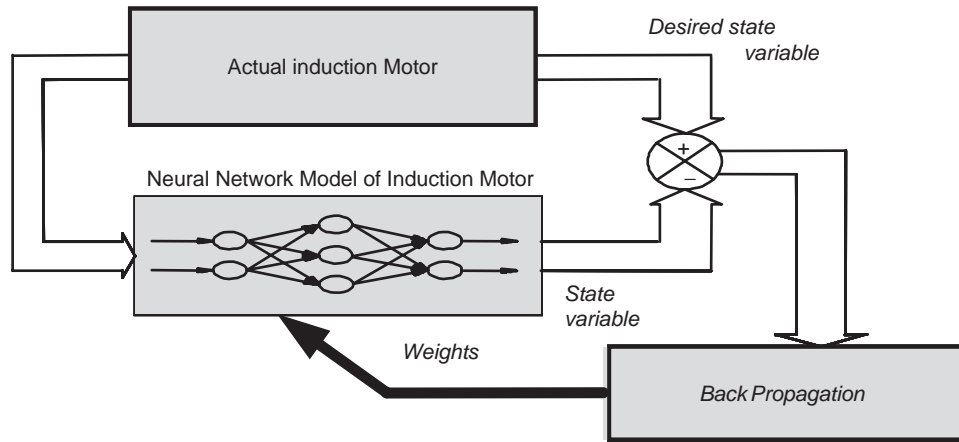 Desired state
variable
Actual induction Motor
+
−
Neural Network Model of Induction Motor
State
variable
Weights
Back Propagation